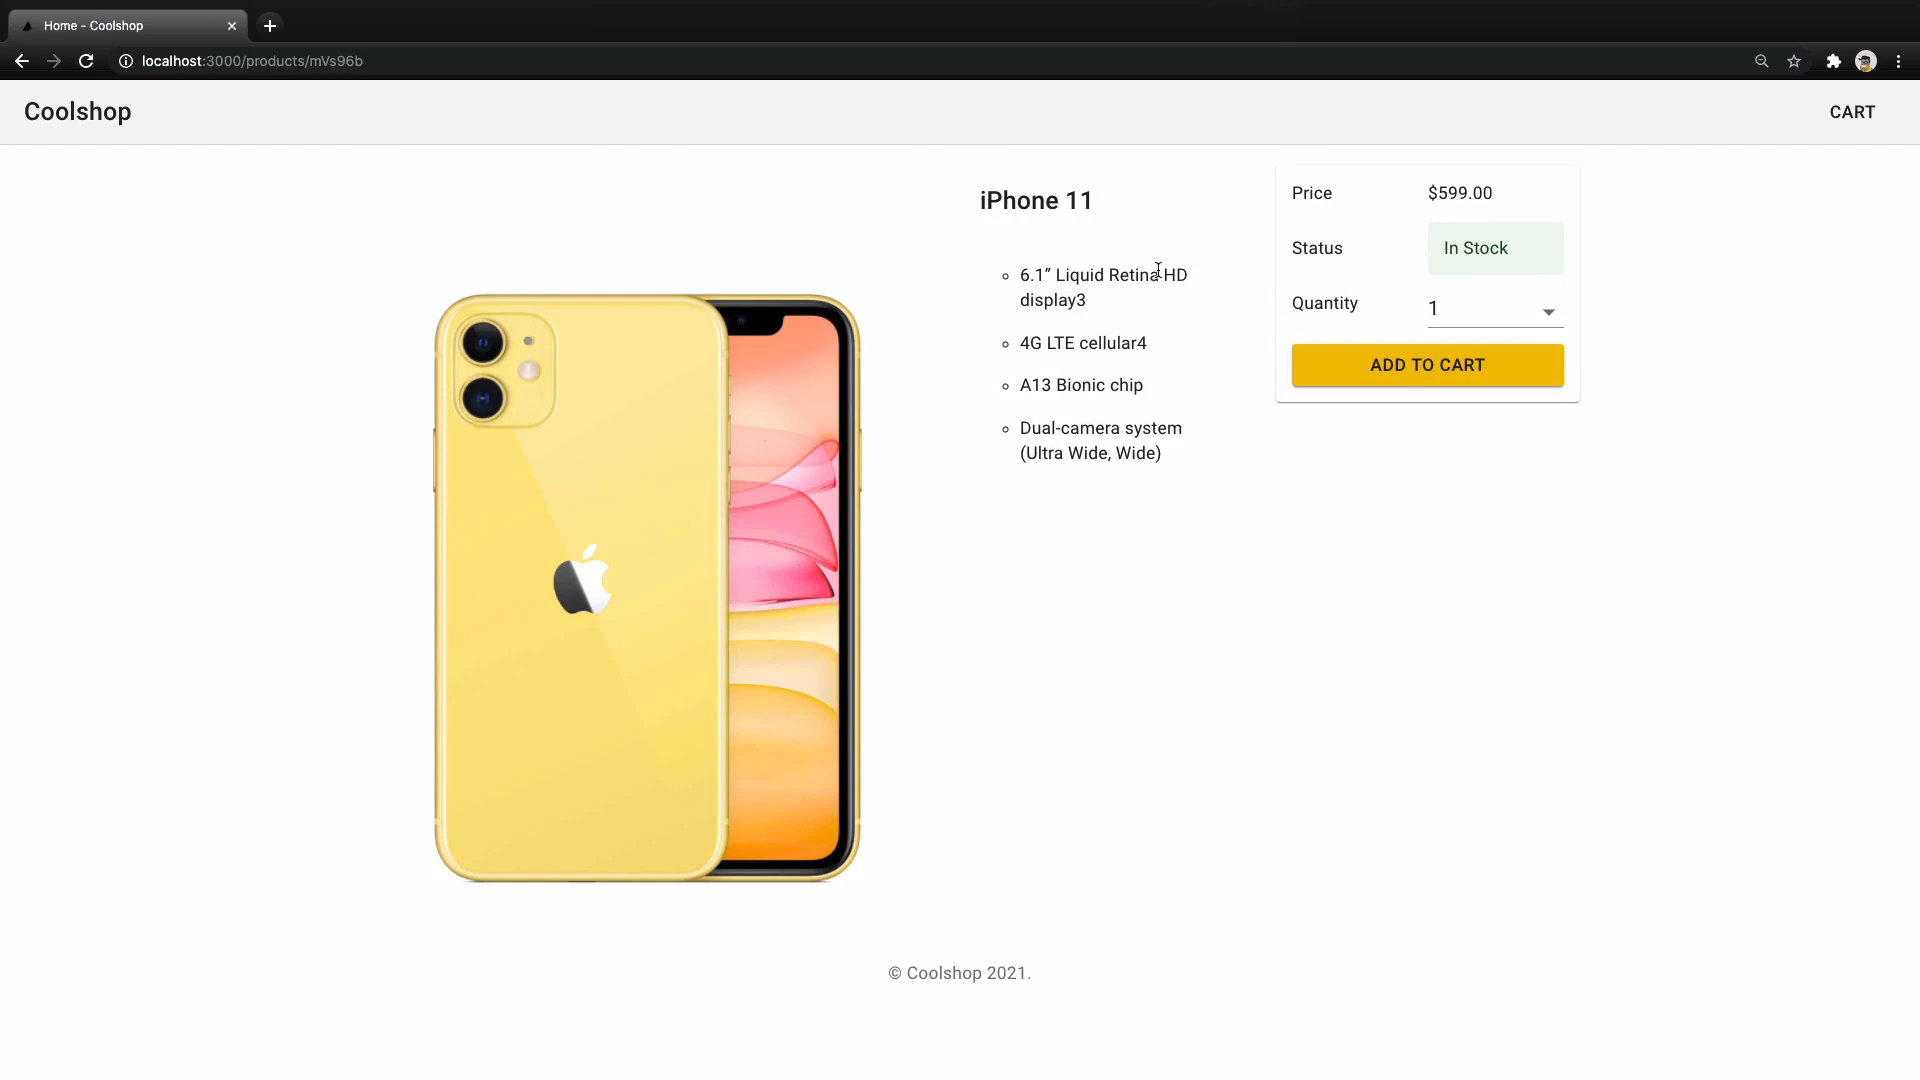 Home - Coolshop
localhost:3000/products/mVs96b
Coolshop
CART
iPhone 11
6.1” Liquid Retina HD
display3
4G LTE cellular4
A13 Bionic chip
Dual-camera system
(Ultra Wide, Wide)
Price $599.00
Status In Stock
Quantity 1
ADD TO CART
© Coolshop 2021.